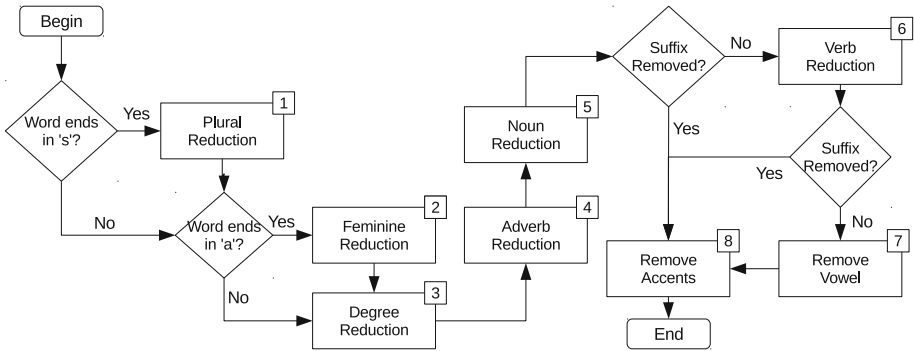 Begin
Word ends
in 's'?
Yes
1
Plural
Reduction
No
Word ends
in 'a'?
Yes
2
Feminine
Reduction
No
3
Degree
Reduction
4
Adverb
Reduction
5
Noun
Reduction
Suffix
Removed?
No
6
Verb
Reduction
Yes
Suffix
Removed?
Yes
No
7
Remove
Vowel
8
Remove
Accents
End